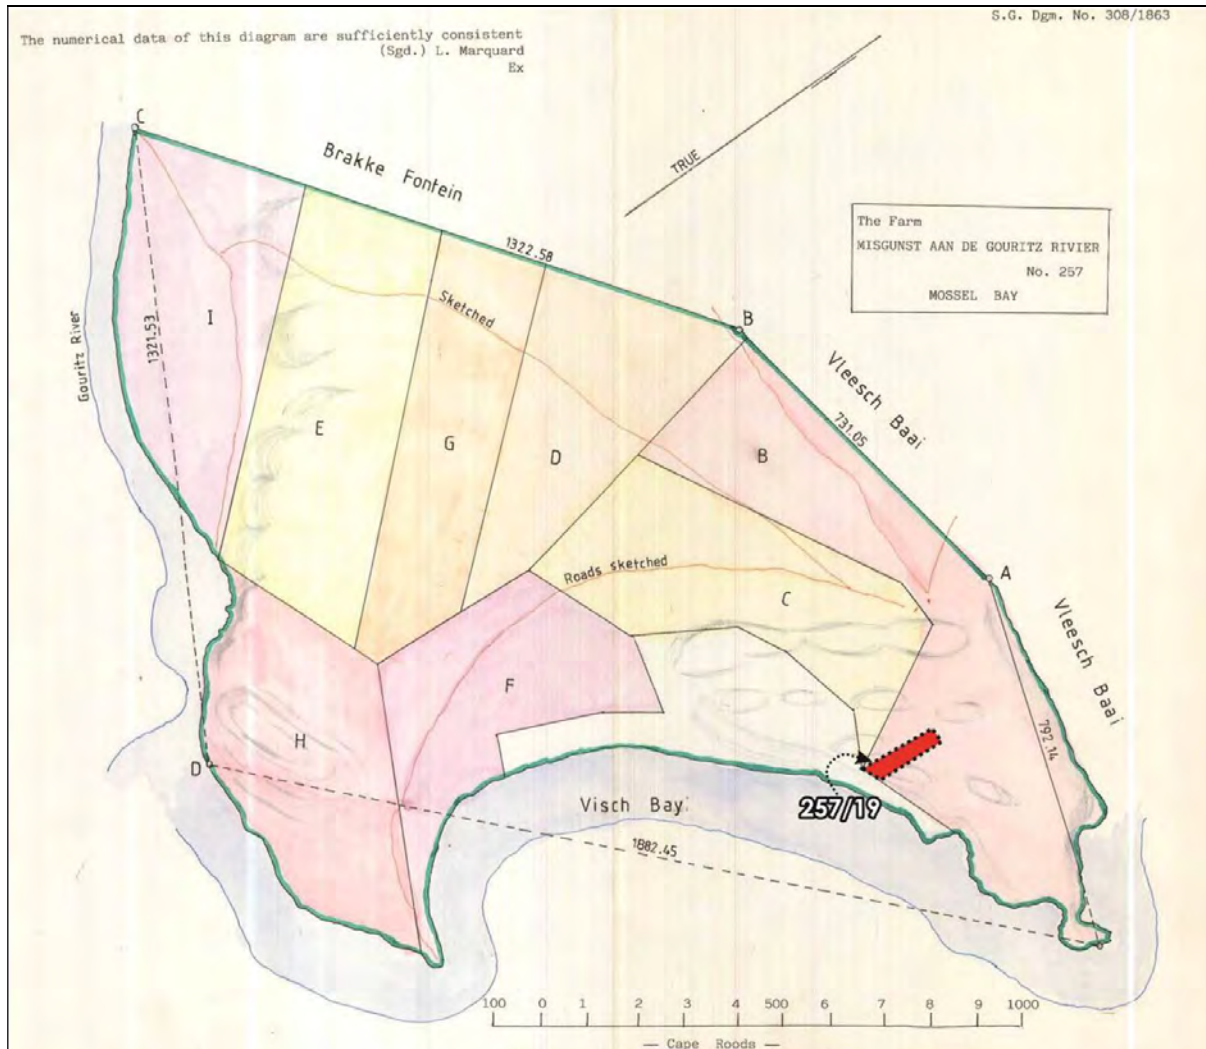 S.G. Dgm. No. 308/1863
The numerical data of this diagram are sufficiently consistent
(Sgd.) L. Marquard
Ex
TRUE
The Farm
MISGUNST AAN DE GOURITZ RIVIER
No. 257
MOSSEL BAY
C
Brakke Fontein
1322.58
Sketched
B
Vleesch Baai
731.05
I
Gouritz River
1321.53
E
G
D
B
A
Vleesch Baai
792.14
Roads sketched
C
F
H
D
Visch Bay
257/19
1882.45
100 0 1 2 3 4 500 6 7 8 9 1000
— Cape Roods —